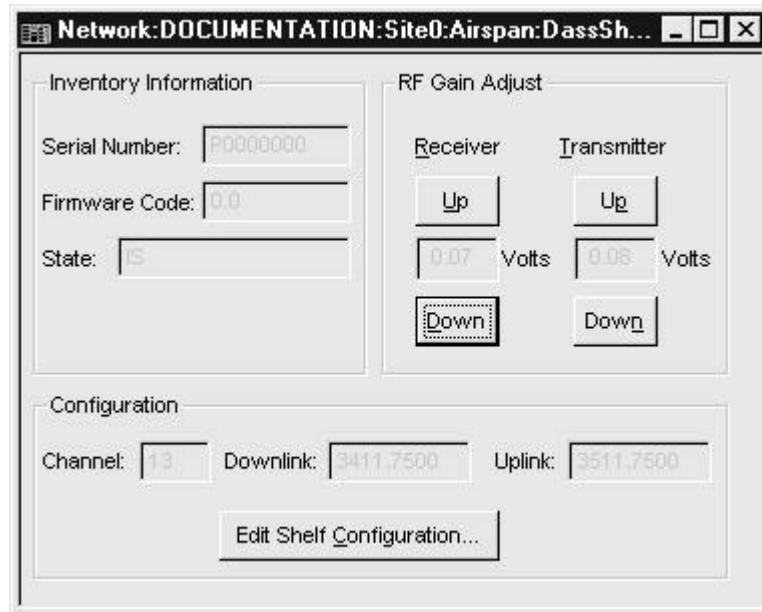 Network:DOCUMENTATION:Site0:Airspan:DassSh...
Inventory Information
Serial Number: P0000000
Firmware Code: 0.0
State: IS
RF Gain Adjust
Receiver Transmitter
Up Up
0.07 Volts 0.08 Volts
Down Down
Configuration
Channel: 13 Downlink: 3411.7500 Uplink: 3511.7500
Edit Shelf Configuration...